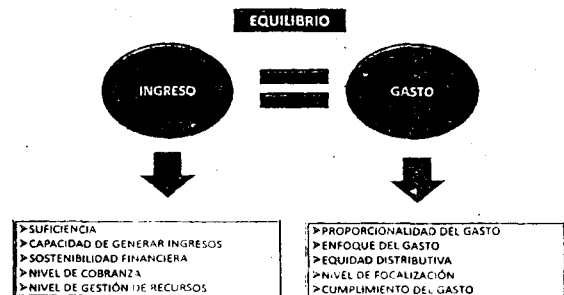 EQUILIBRIO
INGRESO
GASTO
➤SUFICIENCIA
➤CAPACIDAD DE GENERAR INGRESOS
➤SOSTENIBILIDAD FINANCIERA
➤NIVEL DE COBRANZA
➤NIVEL DE GESTIÓN DE RECURSOS
➤PROPORCIONALIDAD DEL GASTO
➤ENFOQUE DEL GASTO
➤EQUIDAD DISTRIBUTIVA
➤NIVEL DE FOCALIZACIÓN
➤CUMPLIMIENTO DEL GASTO